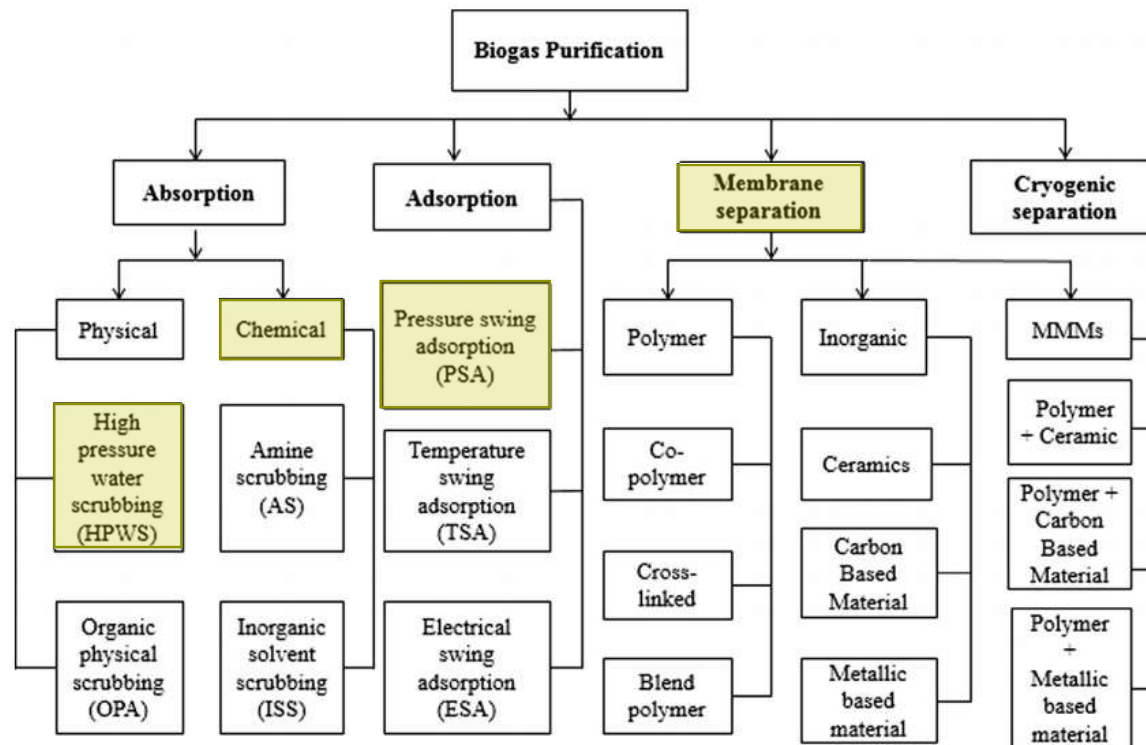 Biogas Purification
Absorption
Adsorption
Membrane
separation
Cryogenic
separation
Physical
Chemical
Pressure swing
adsorption
(PSA)
Polymer
Inorganic
MMMs
High
pressure
water
scrubbing
(HPWS)
Amine
scrubbing
(AS)
Temperature
swing
adsorption
(TSA)
Co-
polymer
Ceramics
Polymer
+ Ceramic
Polymer +
Carbon
Based
Material
Cross-
linked
Carbon
Based
Material
Organic
physical
scrubbing
(OPA)
Inorganic
solvent
scrubbing
(ISS)
Electrical
swing
adsorption
(ESA)
Blend
polymer
Metallic
based
material
Polymer
+
Metallic
based
material